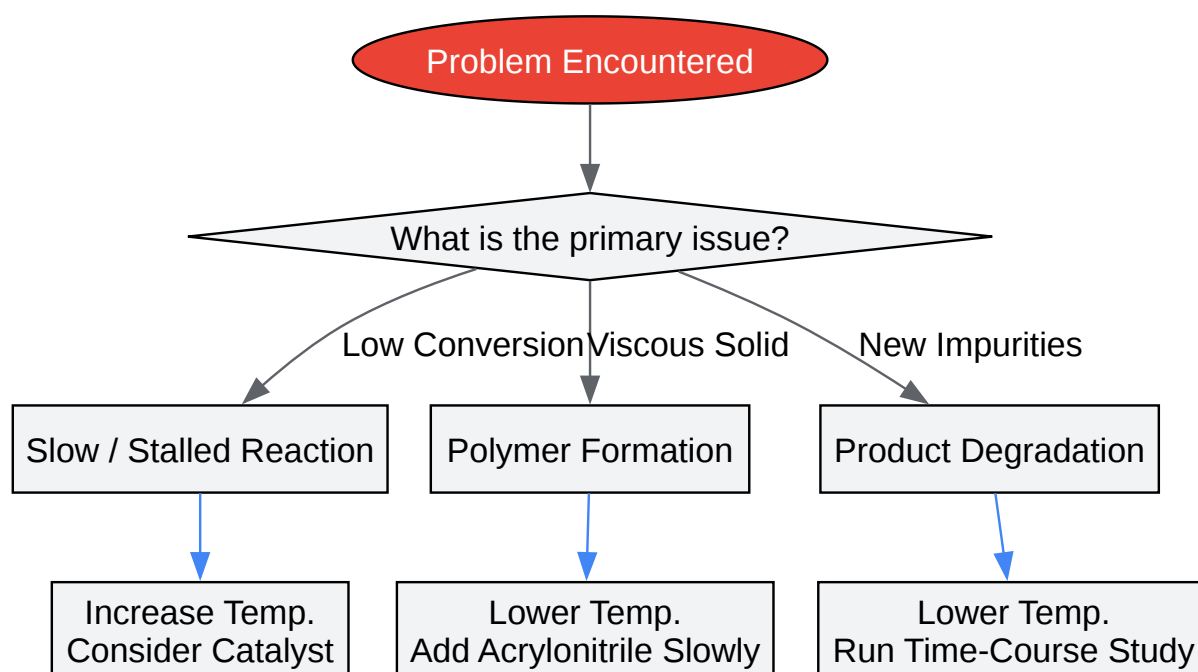 Problem Encountered
What is the primary issue?
Low Conversion
Viscous Solid
New Impurities
Slow / Stalled Reaction
Polymer Formation
Product Degradation
Increase Temp.
Consider Catalyst
Lower Temp.
Add Acrylonitrile Slowly
Lower Temp.
Run Time-Course Study